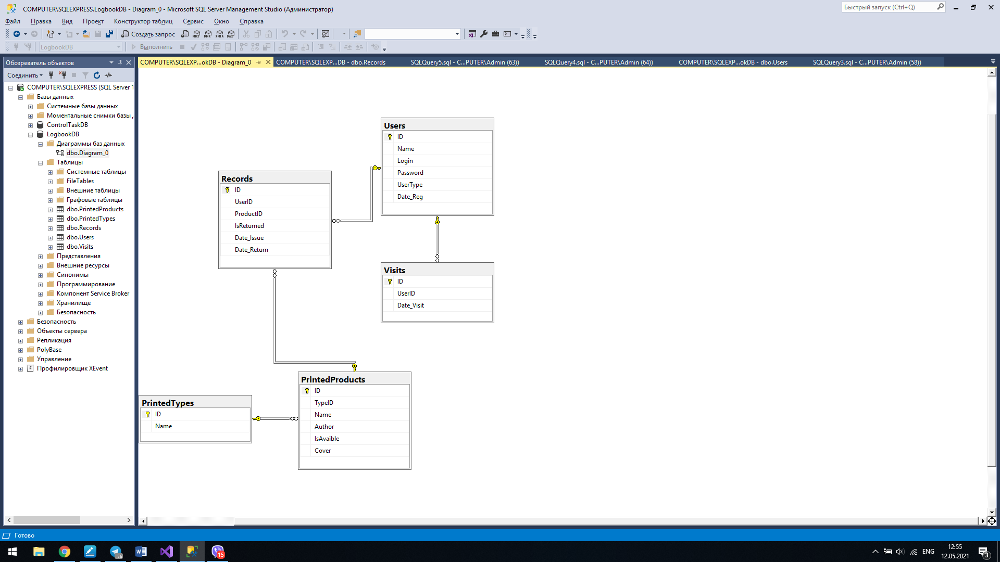 COMPUTER\SQLEXPRESS.LogbookDB - Diagram_0 - Microsoft SQL Server Management Studio (Администратор)
Быстрый запуск (Ctrl+Q)
Файл Правка Вид Проект Конструктор таблиц Сервис Окно Справка
Создать запрос MDX DMX XMLA DAX
LogbookDB Выполнить
Обозреватель объектов
COMPUTER\SQLEXP...okDB - Diagram_0 COMPUTER\SQLEXP...DB - dbo.Records SQLQuery5.sql - C...PUTER\Admin (63)) SQLQuery4.sql - C...PUTER\Admin (64)) COMPUTER\SQLEXP...okDB - dbo.Users SQLQuery3.sql - C...PUTER\Admin (58))
Соединить
COMPUTER\SQLEXPRESS (SQL Server 1
Базы данных
Системные базы данных
Моментальные снимки базы
ControlTaskDB
LogbookDB
Диаграммы баз данных
dbo.Diagram_0
Таблицы
Системные таблицы
FileTables
Внешние таблицы
Графовые таблицы
dbo.PrintedProducts
dbo.PrintedTypes
dbo.Records
dbo.Users
dbo.Visits
Представления
Внешние ресурсы
Синонимы
Программирование
Компонент Service Broker
Хранилище
Безопасность
Безопасность
Объекты сервера
Репликация
PolyBase
Управление
Профилировщик XEvent
Users
ID
Name
Login
Password
UserType
Date_Reg
Records
ID
UserID
ProductID
IsReturned
Date_Issue
Date_Return
Visits
ID
UserID
Date_Visit
PrintedProducts
ID
TypeID
Name
Author
IsAvaible
Cover
PrintedTypes
ID
Name
Готово
56
15
ENG
12:55
12.05.2021
3